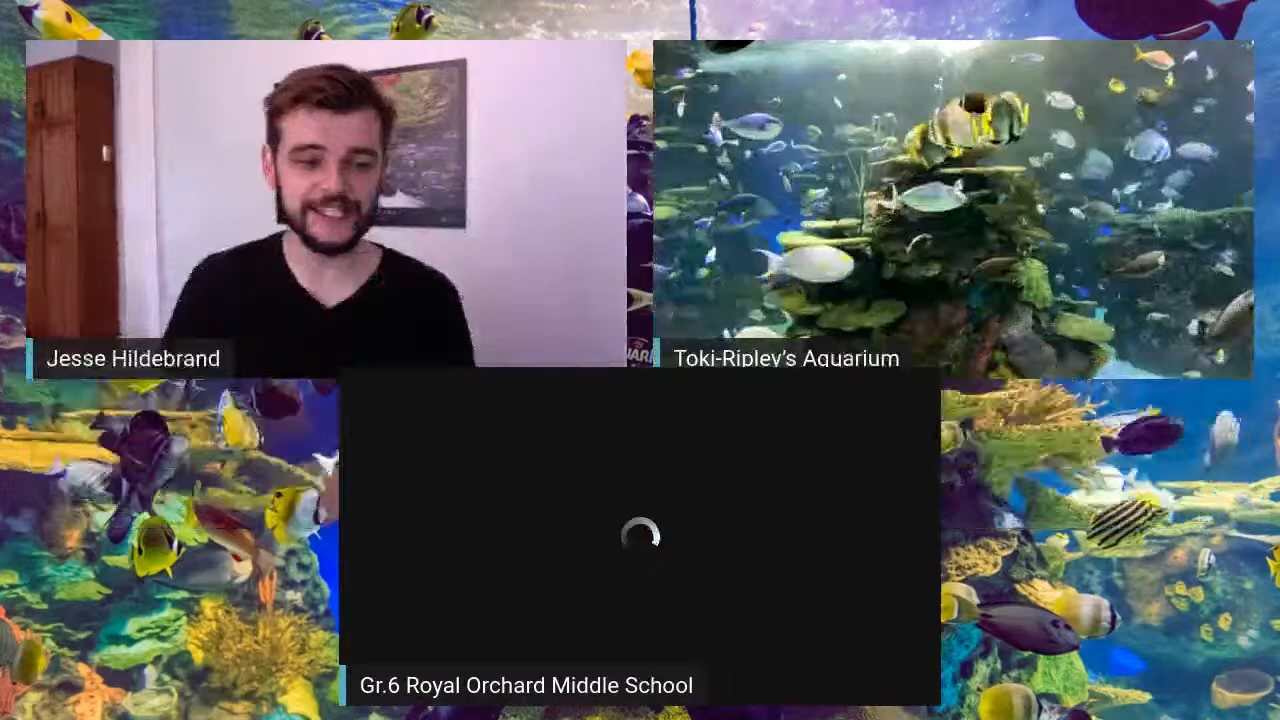 Jesse Hildebrand
Toki-Ripley's Aquarium
Gr.6 Royal Orchard Middle School